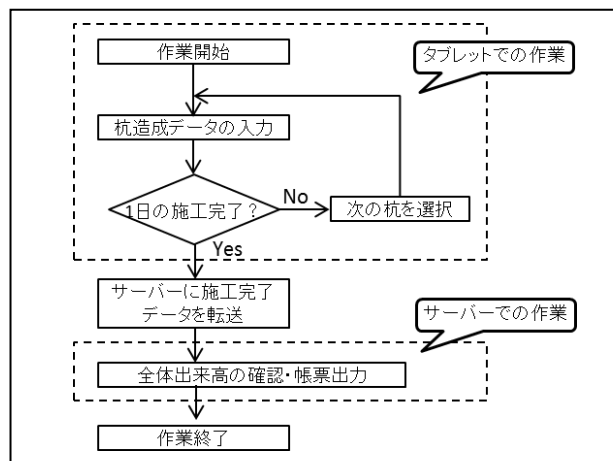 作業開始
タブレットでの作業
杭造成データの入力
1日の施工完了？
No
次の杭を選択
Yes
サーバーに施工完了
データを転送
サーバーでの作業
全体出来高の確認・帳票出力
作業終了